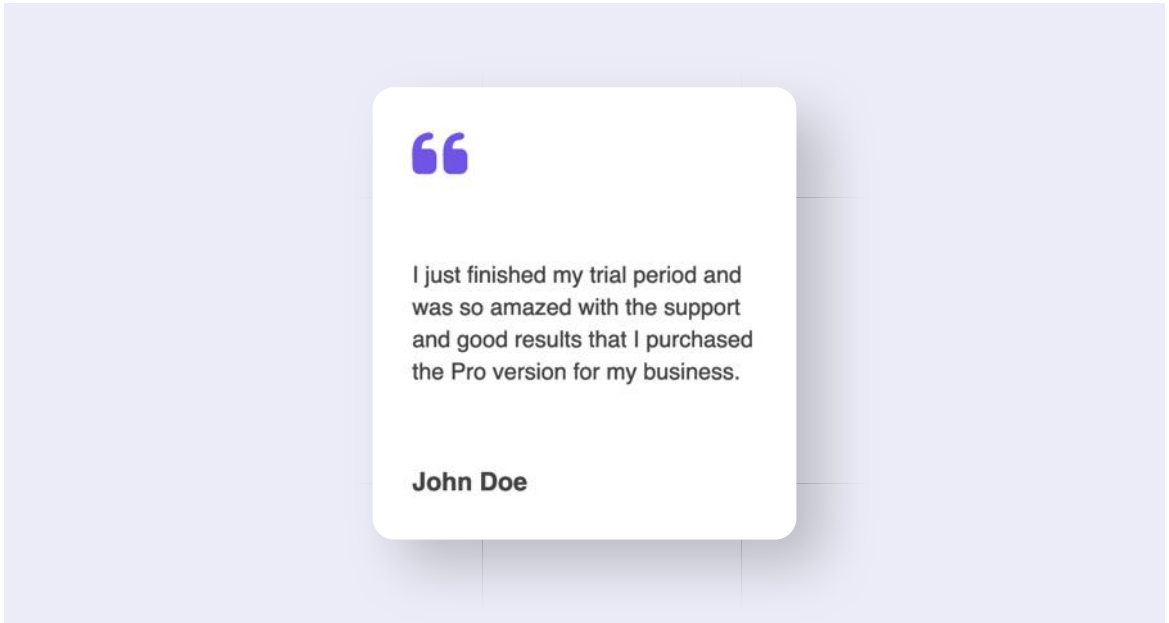 “
I just finished my trial period and
was so amazed with the support
and good results that I purchased
the Pro version for my business.
John Doe